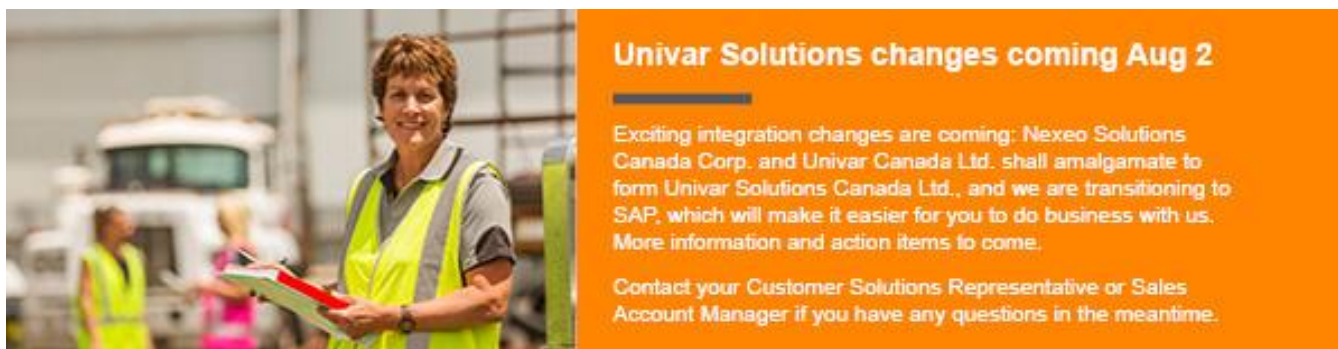 Univar Solutions changes coming Aug 2
Exciting integration changes are coming: Nexeo Solutions
Canada Corp. and Univar Canada Ltd. shall amalgamate to
form Univar Solutions Canada Ltd., and we are transitioning to
SAP, which will make it easier for you to do business with us.
More information and action items to come.
Contact your Customer Solutions Representative or Sales
Account Manager if you have any questions in the meantime.